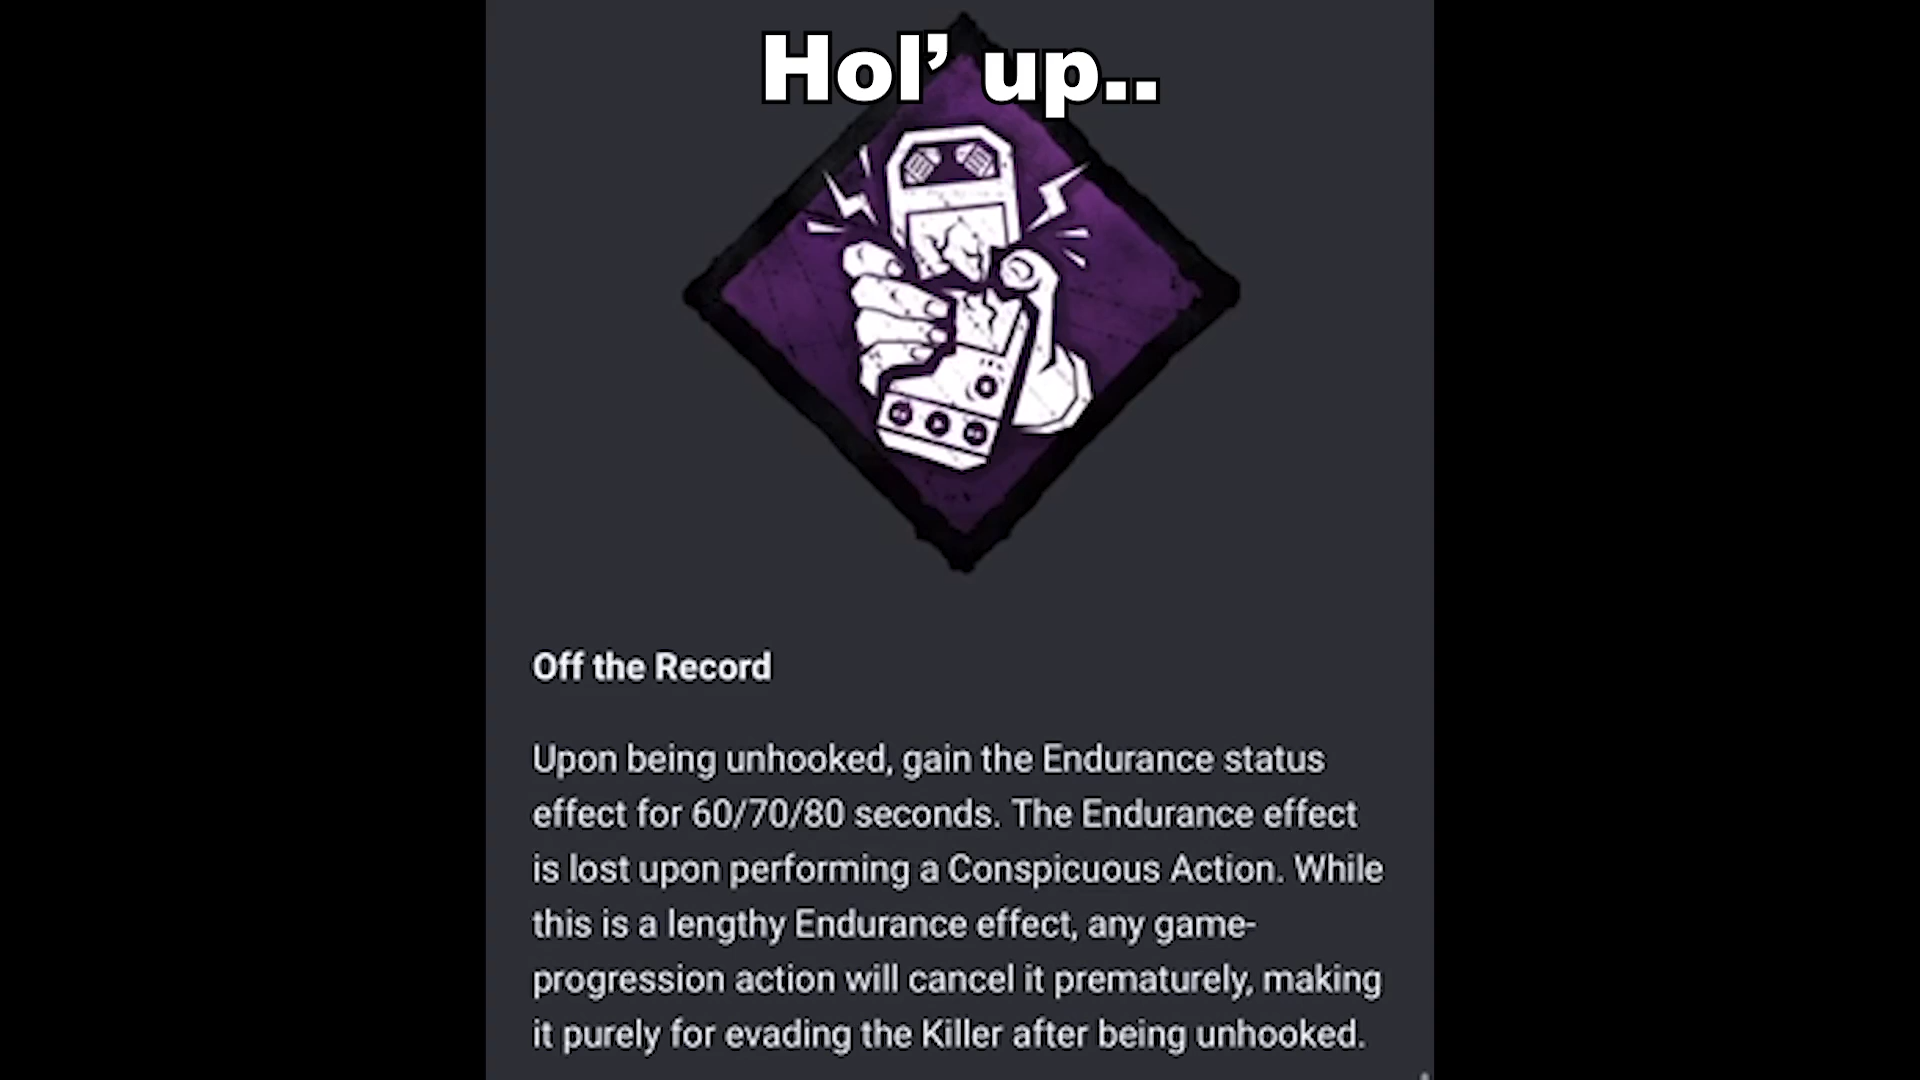 Hol’ up..
Off the Record
Upon being unhooked, gain the Endurance status
effect for 60/70/80 seconds. The Endurance effect
is lost upon performing a Conspicuous Action. While
this is a lengthy Endurance effect, any game-
progression action will cancel it prematurely, making
it purely for evading the Killer after being unhooked.